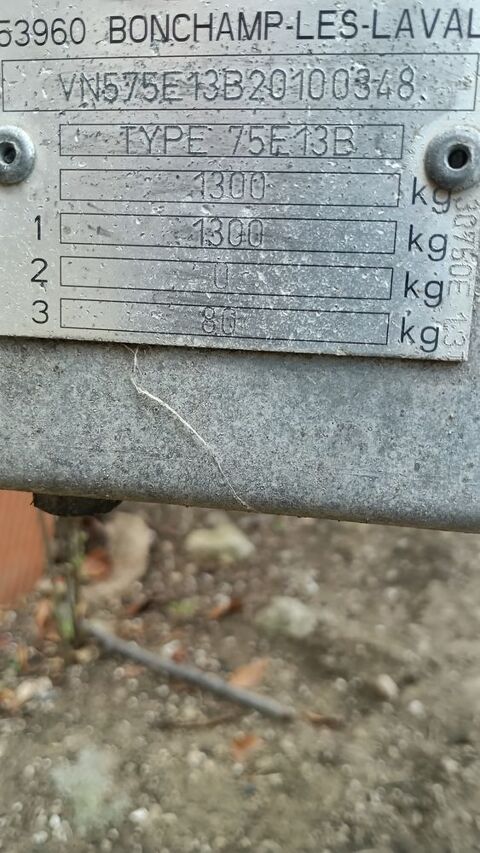 53960 BONCHAMP-LES-LAVAL
VN575E13B20100348
TYPE 75E13B
1300 kg
1 1300 kg
2 0 kg
3 80 kg